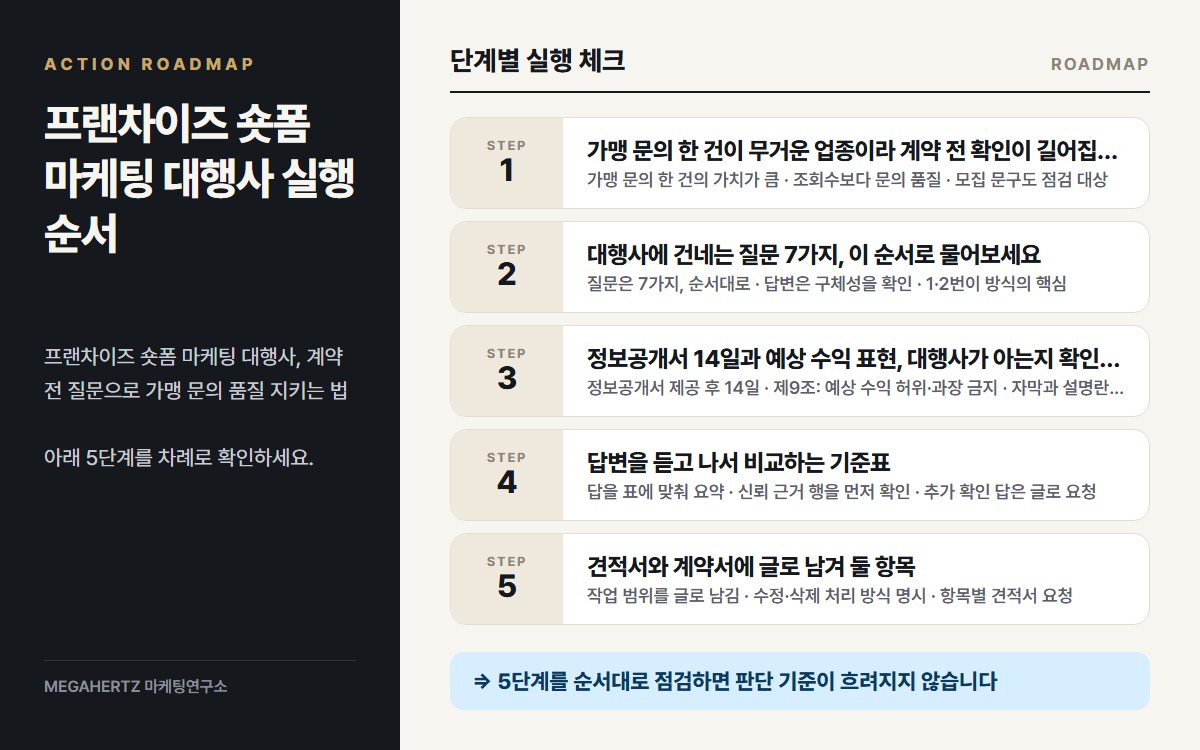 ACTION ROADMAP
프랜차이즈 숏폼
마케팅 대행사 실행
순서
프랜차이즈 숏폼 마케팅 대행사, 계약
전 질문으로 가맹 문의 품질 지키는 법
아래 5단계를 차례로 확인하세요.
MEGAHERTZ 마케팅연구소
단계별 실행 체크
ROADMAP
STEP
1
가맹 문의 한 건이 무거운 업종이라 계약 전 확인이 길어집...
가맹 문의 한 건의 가치가 큼 · 조회수보다 문의 품질 · 모집 문구도 점검 대상
STEP
2
대행사에 건네는 질문 7가지, 이 순서로 물어보세요
질문은 7가지, 순서대로 · 답변은 구체성을 확인 · 1·2번이 방식의 핵심
STEP
3
정보공개서 14일과 예상 수익 표현, 대행사가 아는지 확인...
정보공개서 제공 후 14일 · 제9조: 예상 수익 허위·과장 금지 · 자막과 설명란...
STEP
4
답변을 듣고 나서 비교하는 기준표
답을 표에 맞춰 요약 · 신뢰 근거 행을 먼저 확인 · 추가 확인 답은 글로 요청
STEP
5
견적서와 계약서에 글로 남겨 둘 항목
작업 범위를 글로 남김 · 수정·삭제 처리 방식 명시 · 항목별 견적서 요청
⇒ 5단계를 순서대로 점검하면 판단 기준이 흐려지지 않습니다